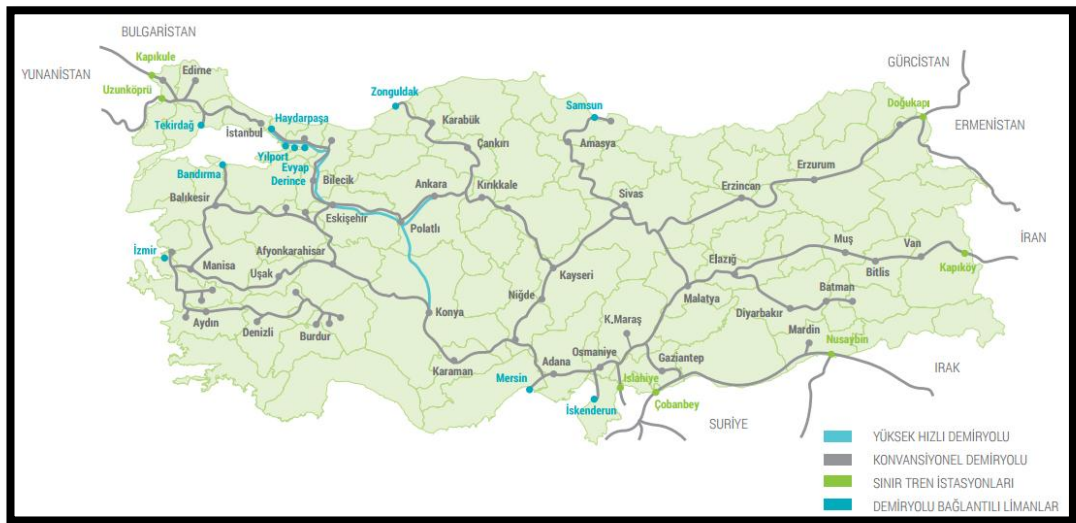 BULGARİSTAN
YUNANİSTAN
Kapıkule
Edirne
Uzunköprü
Tekirdağ
İstanbul
Haydarpaşa
Yılport
Evyap
Derince
Bilecik
Bandırma
Balıkesir
Zonguldak
Karabük
Çankırı
Samsun
Amasya
GÜRCİSTAN
Doğukapı
ERMENİSTAN
Erzurum
Erzincan
Sivas
Ankara
Kırıkkale
Eskişehir
Polatlı
İzmir
Manisa
Uşak
Afyonkarahisar
Kayseri
Elazığ
Muş
Van
Bitlis
İRAN
Kapıköy
Malatya
Batman
Diyarbakır
Niğde
Konya
Aydın
Denizli
Burdur
K.Maraş
Mardin
Nusaybin
Karaman
Adana
Osmaniye
Gaziantep
Mersin
İskenderun
Islahiye
Çobanbey
IRAK
SURİYE
YÜKSEK HIZLI DEMİRYOLU
KONVANSİYONEL DEMİRYOLU
SINIR TREN İSTASYONLARI
DEMİRYOLU BAĞLANTILI LİMANLAR